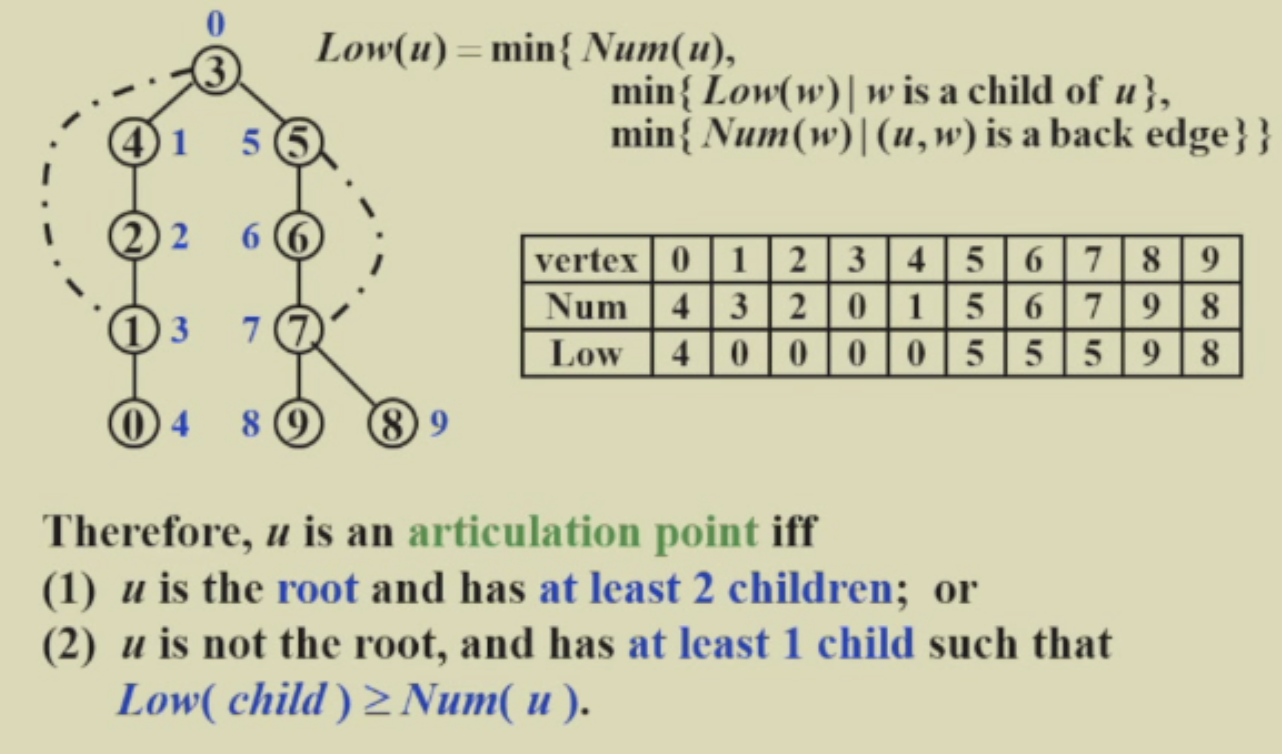 0
Low(u) = min{ Num(u),
3
min{ Low(w) | w is a child of u},
min{ Num(w) | (u, w) is a back edge} }
4 1 5 5
2 2 6 6
vertex 0 1 2 3 4 5 6 7 8 9
Num 4 3 2 0 1 5 6 7 9 8
1 3 7 7
Low 4 0 0 0 0 5 5 5 9 8
0 4 8 9 8 9
Therefore, u is an articulation point iff
(1) u is the root and has at least 2 children; or
(2) u is not the root, and has at least 1 child such that
Low( child ) ≥ Num( u ).